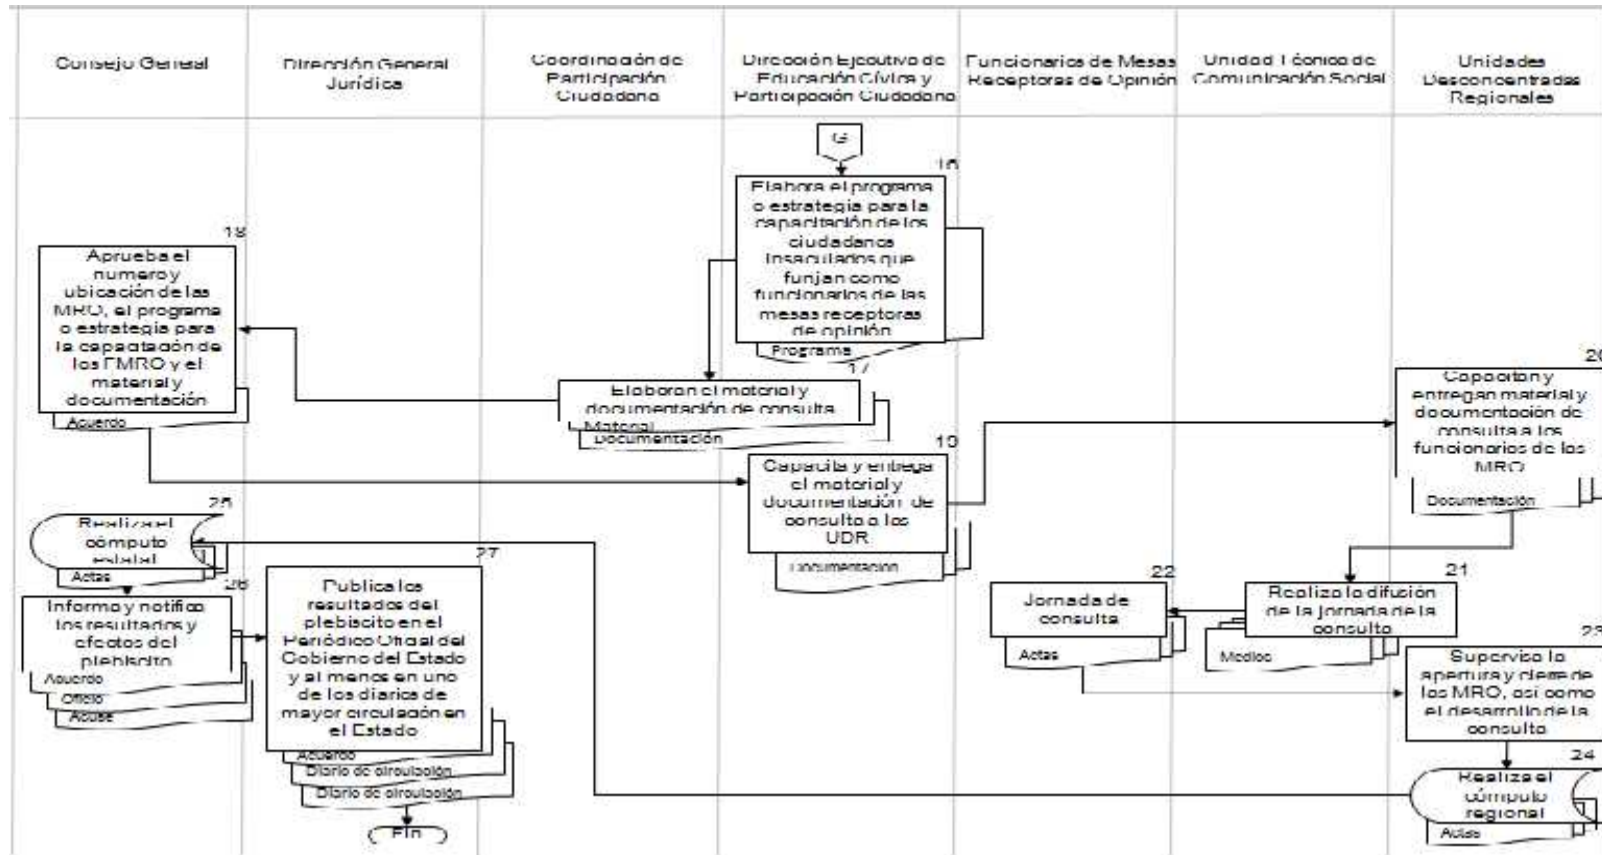 Consejo General
Dirección General
Jurídica
Coordinación de
Participación
Ciudadana
Dirección Ejecutiva de
Educación Cívica y
Participación Ciudadana
Funcionarios de Mesas
Receptoras de Opinión
Unidad Técnica de
Comunicación Social
Unidades
Desconcentradas
Regionales
G
16
Elabora el programa
o estrategia para la
capacitación de los
ciudadanos
insaculados que
funjan como
funcionarios de las
mesas receptoras
de opinión
Programa
17
Elaboran el material y
documentación de consulta
Material
Documentación
18
Aprueba el
numero y
ubicación de las
MRO, el programa
o estrategia para
la capacitación de
los FMRO y el
material y
documentación
Acuerdo
19
Capacita y entrega
el material y
documentación de
consulta a las
UDR
Documentación
20
Capacitan y
entregan material y
documentación de
consulta a los
funcionarios de las
MRO
Documentación
21
Realiza la difusión
de la jornada de la
consulta
Medios
22
Jornada de
consulta
Actas
23
Supervisa la
apertura y cierre de
las MRO, así como
el desarrollo de la
consulta
24
Realiza el
cómputo
regional
Actas
25
Realiza el
cómputo
estatal
Actas
26
Informa y notifica
los resultados y
efectos del
plebiscito
Acuerdo
Oficio
Acuse
27
Publica los
resultados del
plebiscito en el
Periódico Oficial del
Gobierno del Estado
y al menos en uno
de los diarios de
mayor circulación en
el Estado
Acuerdo
Diario de circulación
Diario de circulación
Fin